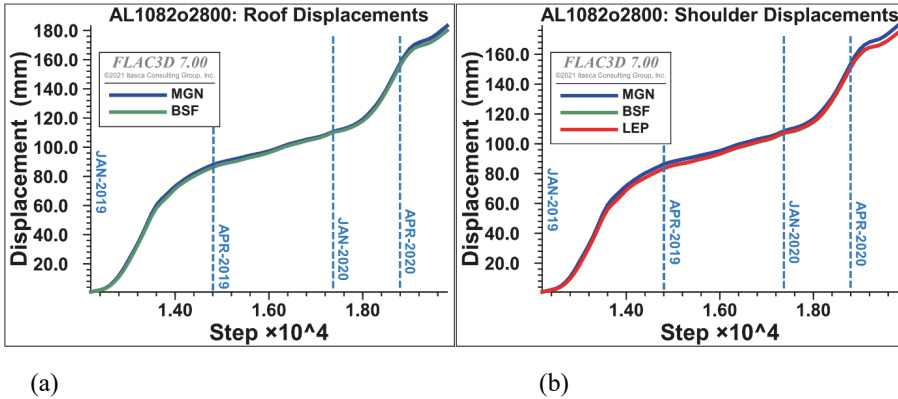 AL1082o2800: Roof Displacements
180.0
160.0
140.0
120.0
100.0
80.0
60.0
40.0
20.0
Displacement (mm)
FLAC3D 7.00
©2021 Itasca Consulting Group, Inc.
MGN
BSF
JAN-2019
APR-2019
JAN-2020
APR-2020
1.40
1.60
1.80
Step ×10^4
(a)
AL1082o2800: Shoulder Displacements
160.0
140.0
120.0
100.0
80.0
60.0
40.0
20.0
Displacement (mm)
FLAC3D 7.00
©2021 Itasca Consulting Group, Inc.
MGN
BSF
LEP
JAN-2019
APR-2019
JAN-2020
APR-2020
1.40
1.60
1.80
Step ×10^4
(b)